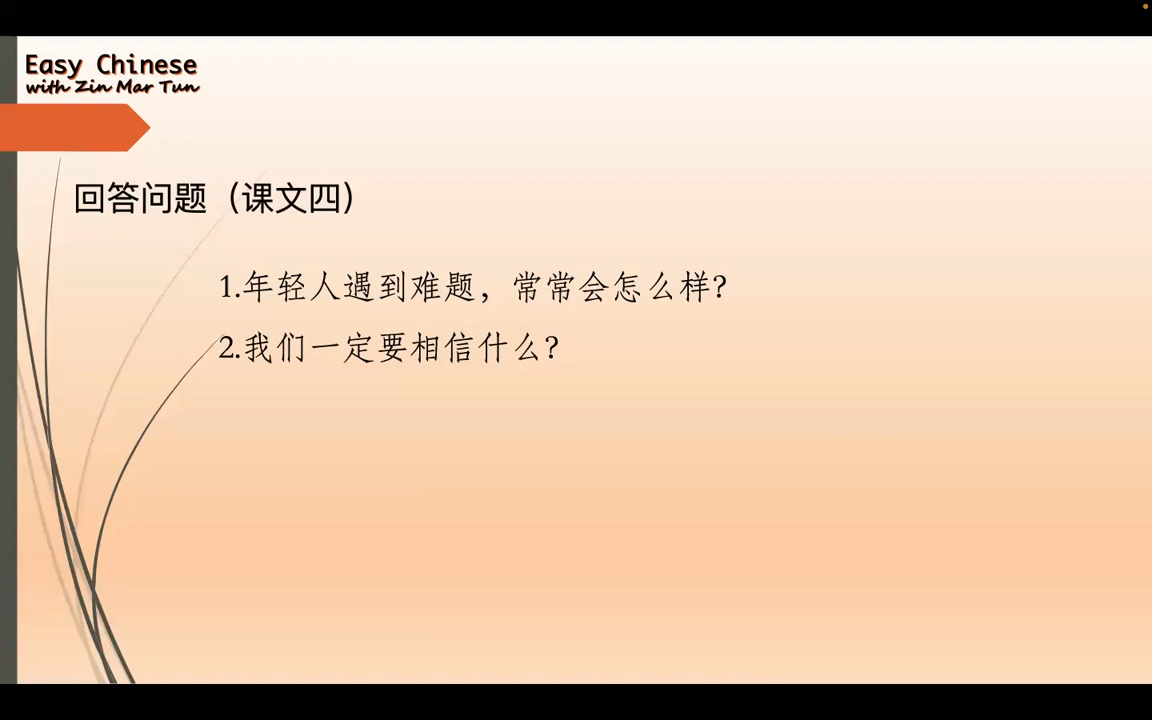 Easy Chinese
with Zin Mar Tun
回答问题（课文四）
1.年轻人遇到难题，常常会怎么样?
2.我们一定要相信什么?